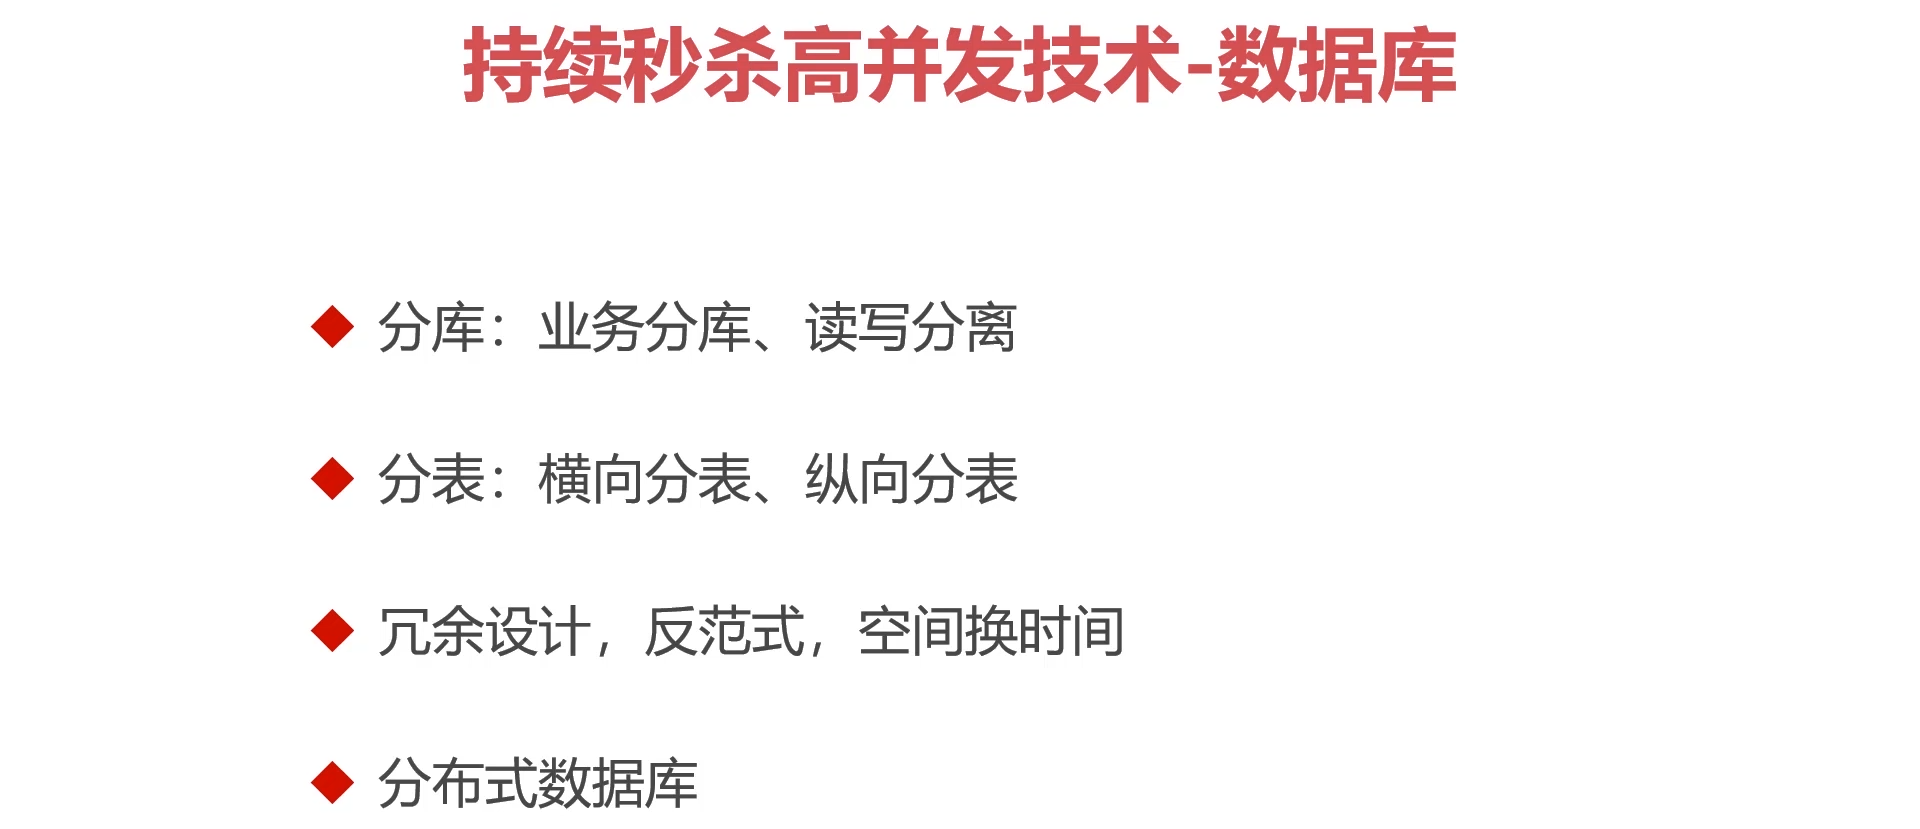 持续秒杀高并发技术-数据库
分库：业务分库、读写分离
分表：横向分表、纵向分表
冗余设计，反范式，空间换时间
分布式数据库